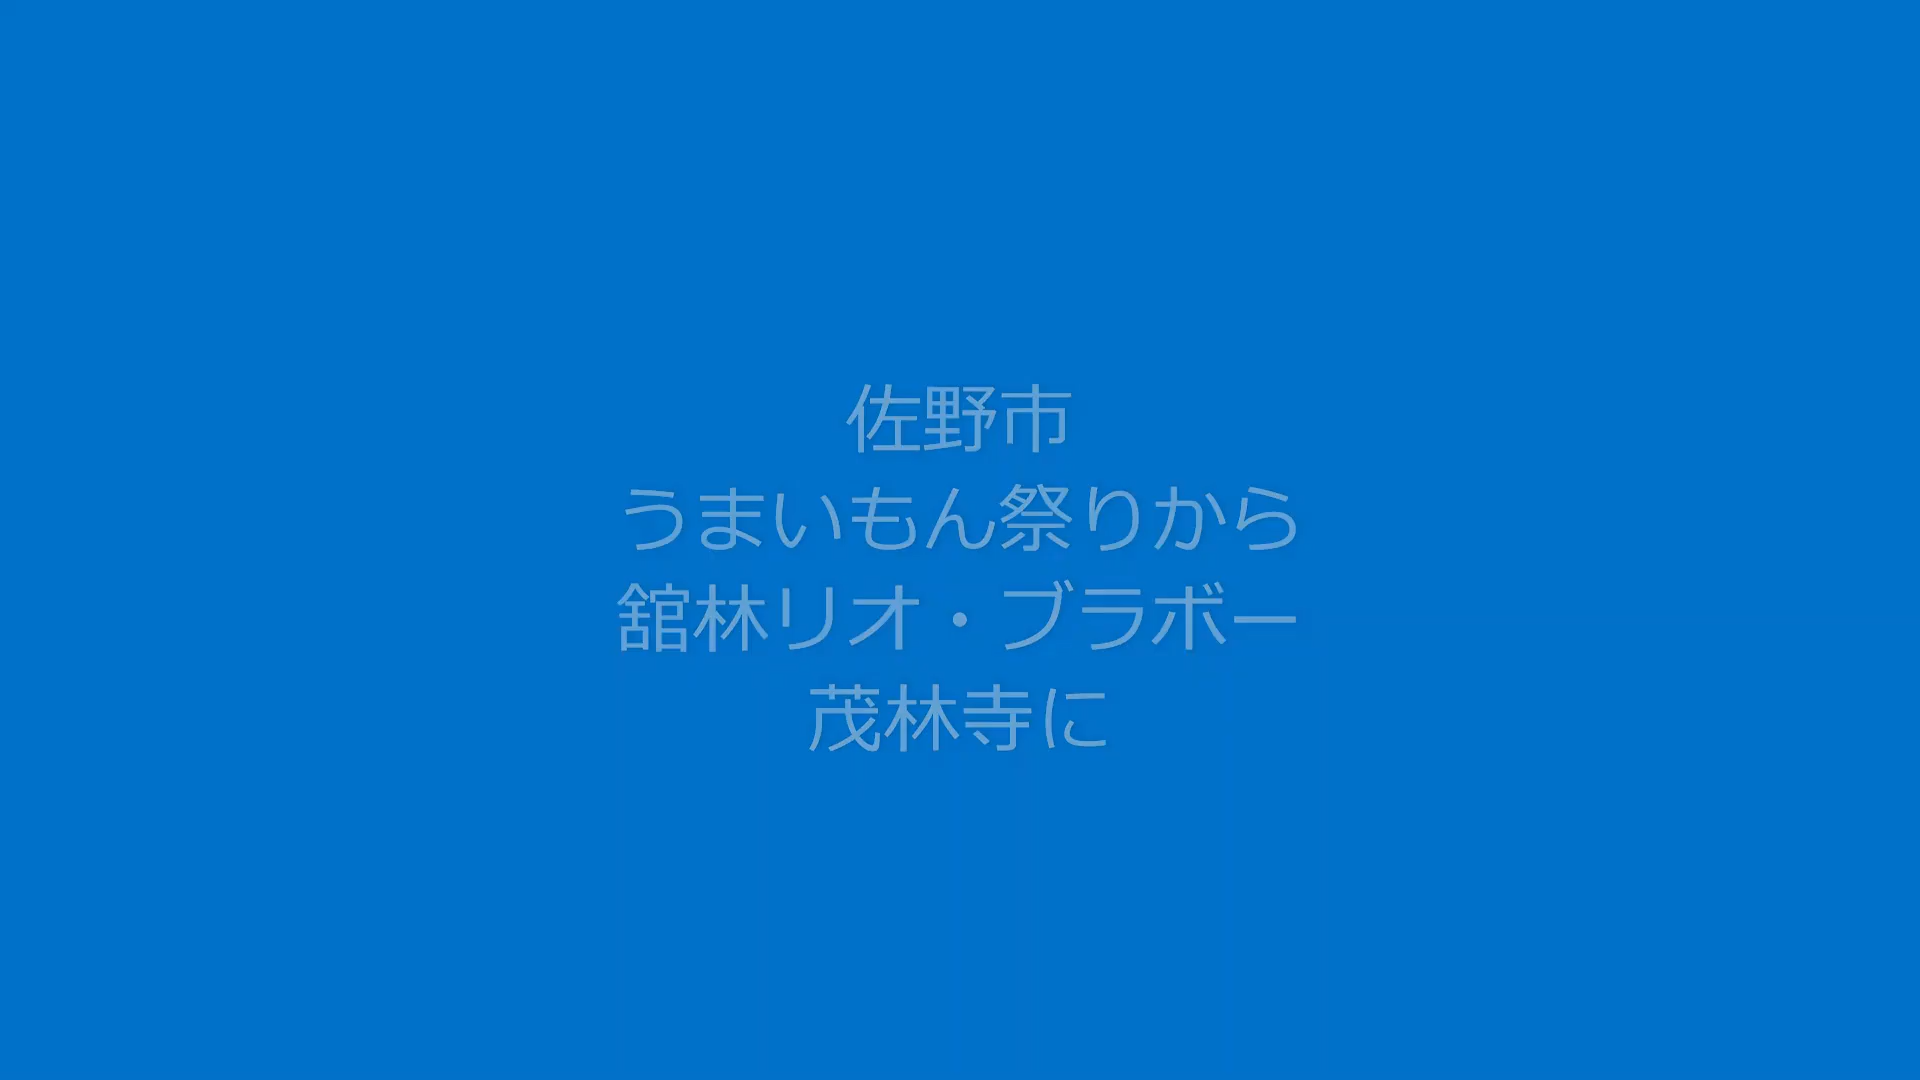 佐野市
うまいもん祭りから
舘林リオ・ブラボー
茂林寺に